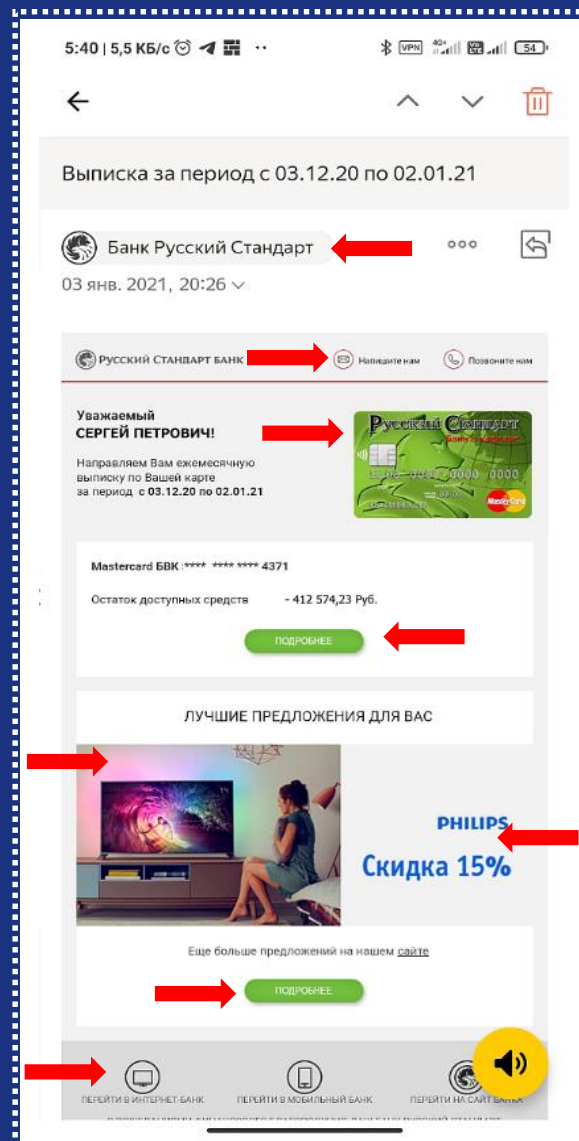 5:40 | 5,5 КБ/с
VPN
54
Выписка за период с 03.12.20 по 02.01.21
Банк Русский Стандарт
03 янв. 2021, 20:26
РУССКИЙ СТАНДАРТ БАНК
Напишите нам
Позвоните нам
Уважаемый
СЕРГЕЙ ПЕТРОВИЧ!
Направляем Вам ежемесячную
выписку по Вашей карте
за период с 03.12.20 по 02.01.21
Русский Стандарт
0000 0000
MasterCard
Mastercard БВК :**** **** **** 4371
Остаток доступных средств - 412 574,23 Руб.
ПОДРОБНЕЕ
ЛУЧШИЕ ПРЕДЛОЖЕНИЯ ДЛЯ ВАС
PHILIPS
Скидка 15%
Еще больше предложений на нашем сайте
ПОДРОБНЕЕ
ПЕРЕЙТИ В ИНТЕРНЕТ-БАНК
ПЕРЕЙТИ В МОБИЛЬНЫЙ БАНК
ПЕРЕЙТИ НА САЙТ БАНКА